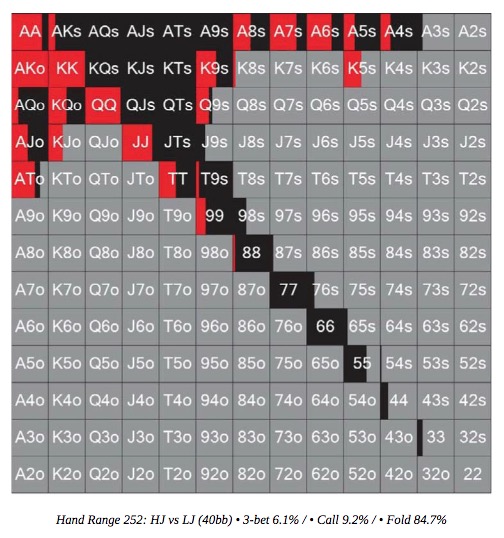 AA AKs AQs AJs ATs A9s A8s A7s A6s A5s A4s A3s A2s
AKo KK KQs KJs KTs K9s K8s K7s K6s K5s K4s K3s K2s
AQo KQo QQ QJs QTs Q9s Q8s Q7s Q6s Q5s Q4s Q3s Q2s
AJo KJo QJo JJ JTs J9s J8s J7s J6s J5s J4s J3s J2s
ATo KTo QTo JTo TT T9s T8s T7s T6s T5s T4s T3s T2s
A9o K9o Q9o J9o T9o 99 98s 97s 96s 95s 94s 93s 92s
A8o K8o Q8o J8o T8o 98o 88 87s 86s 85s 84s 83s 82s
A7o K7o Q7o J7o T7o 97o 87o 77 76s 75s 74s 73s 72s
A6o K6o Q6o J6o T6o 96o 86o 76o 66 65s 64s 63s 62s
A5o K5o Q5o J5o T5o 95o 85o 75o 65o 55 54s 53s 52s
A4o K4o Q4o J4o T4o 94o 84o 74o 64o 54o 44 43s 42s
A3o K3o Q3o J3o T3o 93o 83o 73o 63o 53o 43o 33 32s
A2o K2o Q2o J2o T2o 92o 82o 72o 62o 52o 42o 32o 22
Hand Range 252: HJ vs LJ (40bb) • 3-bet 6.1% / • Call 9.2% / • Fold 84.7%